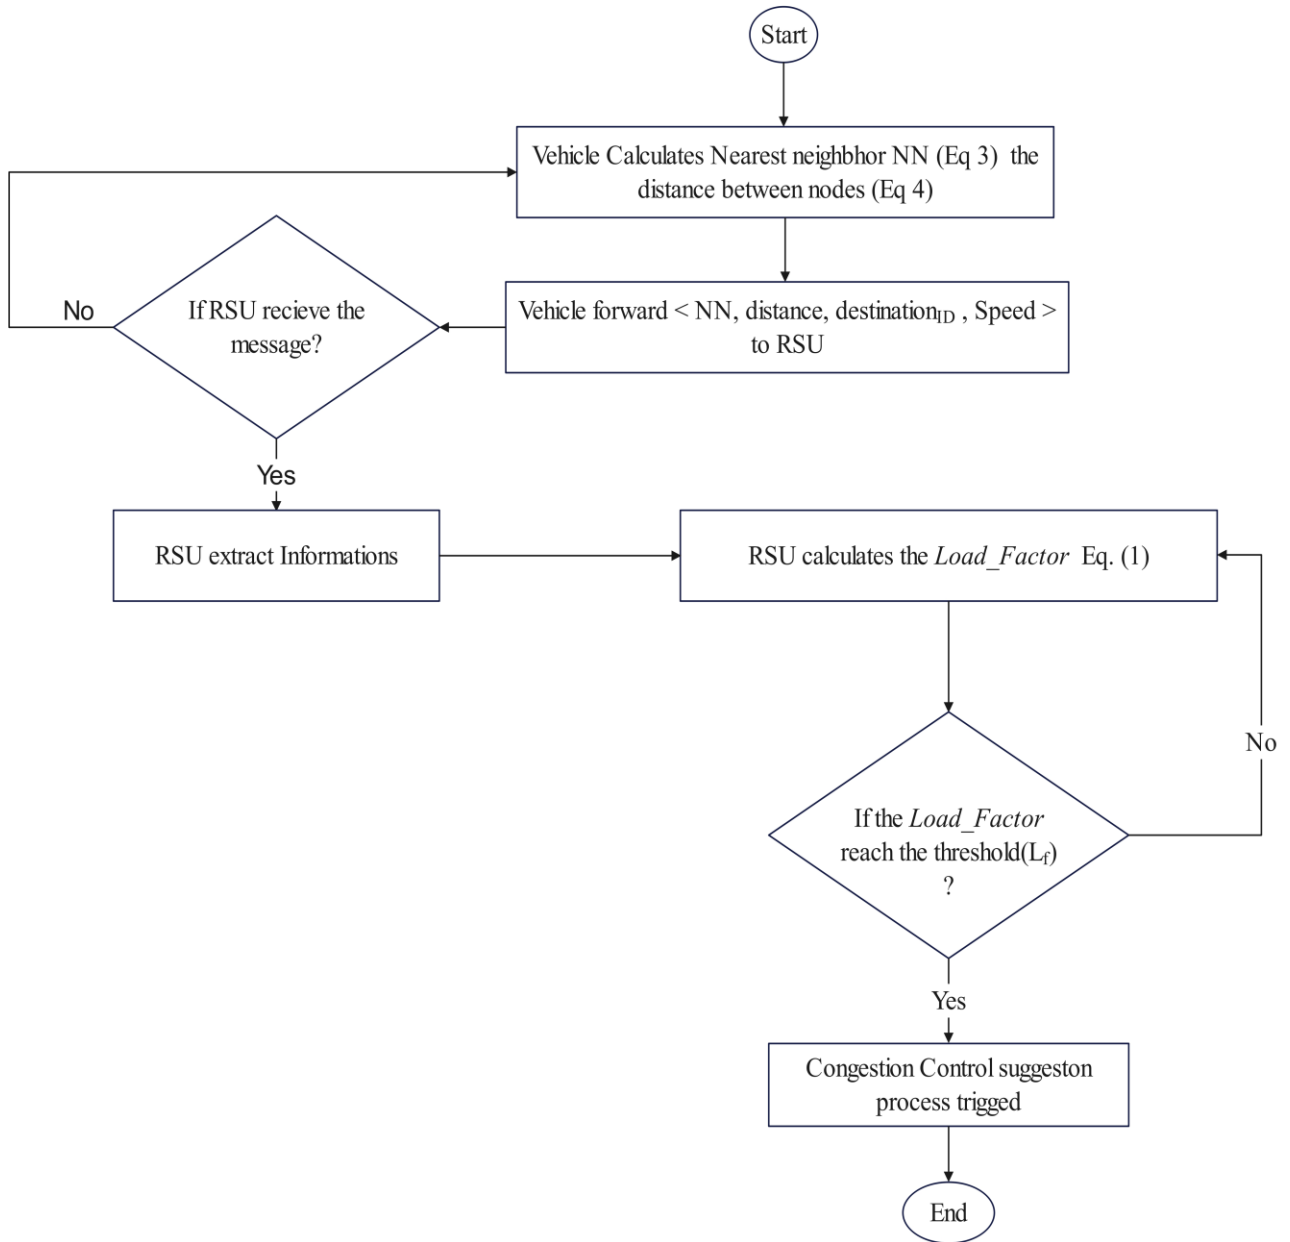 Start
Vehicle Calculates Nearest neighbhor NN (Eq 3) the
distance between nodes (Eq 4)
Vehicle forward < NN, distance, destinationID , Speed >
to RSU
If RSU recieve the
message?
No
Yes
RSU extract Informations
RSU calculates the Load_Factor Eq. (1)
If the Load_Factor
reach the threshold(Lf)
?
No
Yes
Congestion Control suggeston
process trigged
End